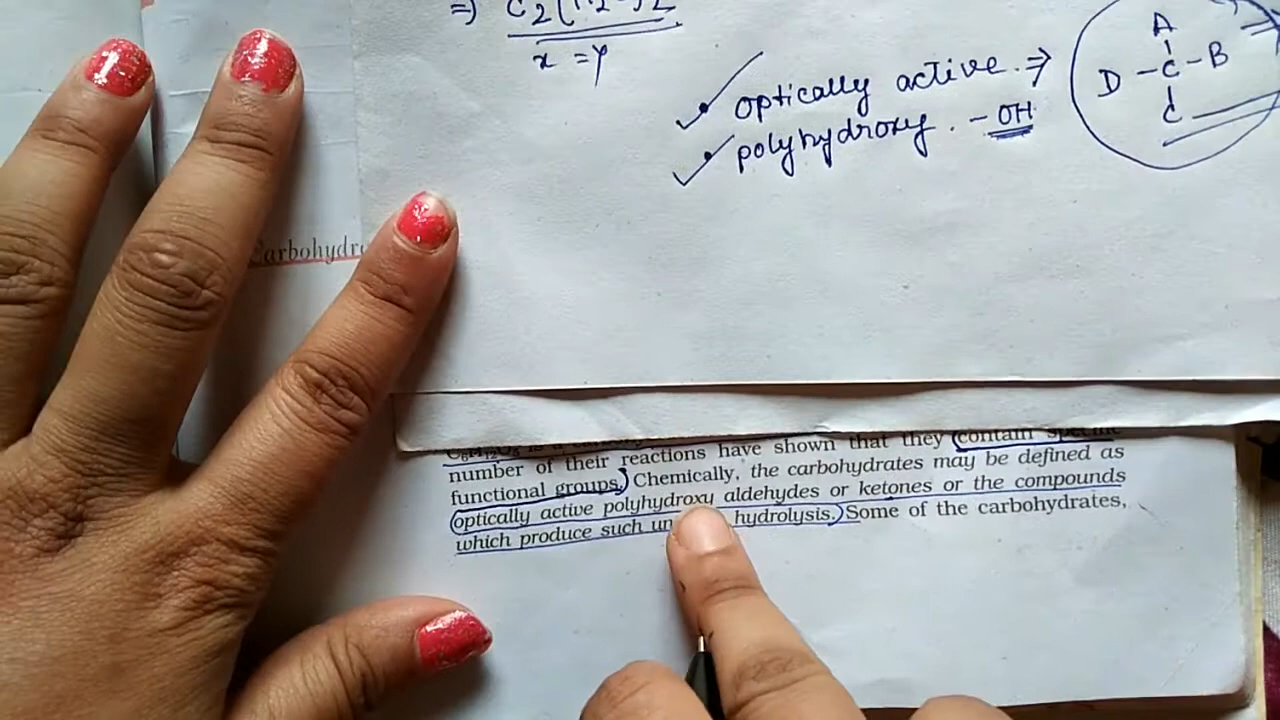 x = y
optically active. ⇒
polyhydroxy. - OH
A
D - C - B
C
number of their reactions have shown that they (contain specific
functional groups.) Chemically, the carbohydrates may be defined as
(optically active polyhydroxy aldehydes or ketones or the compounds
which produce such hydrolysis.) Some of the carbohydrates,